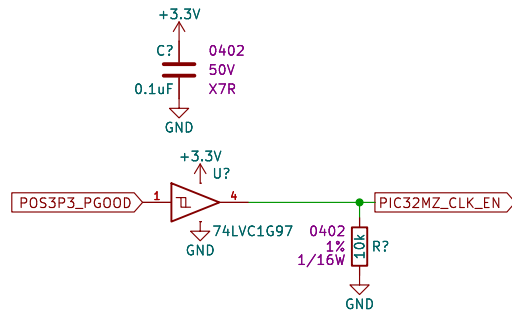 +3.3V
C? 0402
50V
0.1uF X7R
GND
+3.3V
U?
POS3P3_PGOOD 1 4 PIC32MZ_CLK_EN
74LVC1G97
GND
0402
1% 10k R?
1/16W
GND